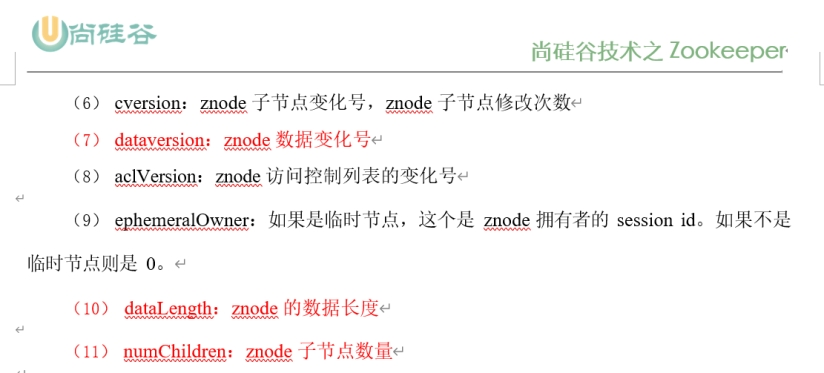 尚硅谷
尚硅谷技术之 Zookeeper
（6） cversion：znode 子节点变化号，znode 子节点修改次数
（7） dataversion：znode 数据变化号
（8） aclVersion：znode 访问控制列表的变化号
（9） ephemeralOwner：如果是临时节点，这个是 znode 拥有者的 session id。如果不是
临时节点则是 0。
（10） dataLength：znode 的数据长度
（11） numChildren：znode 子节点数量